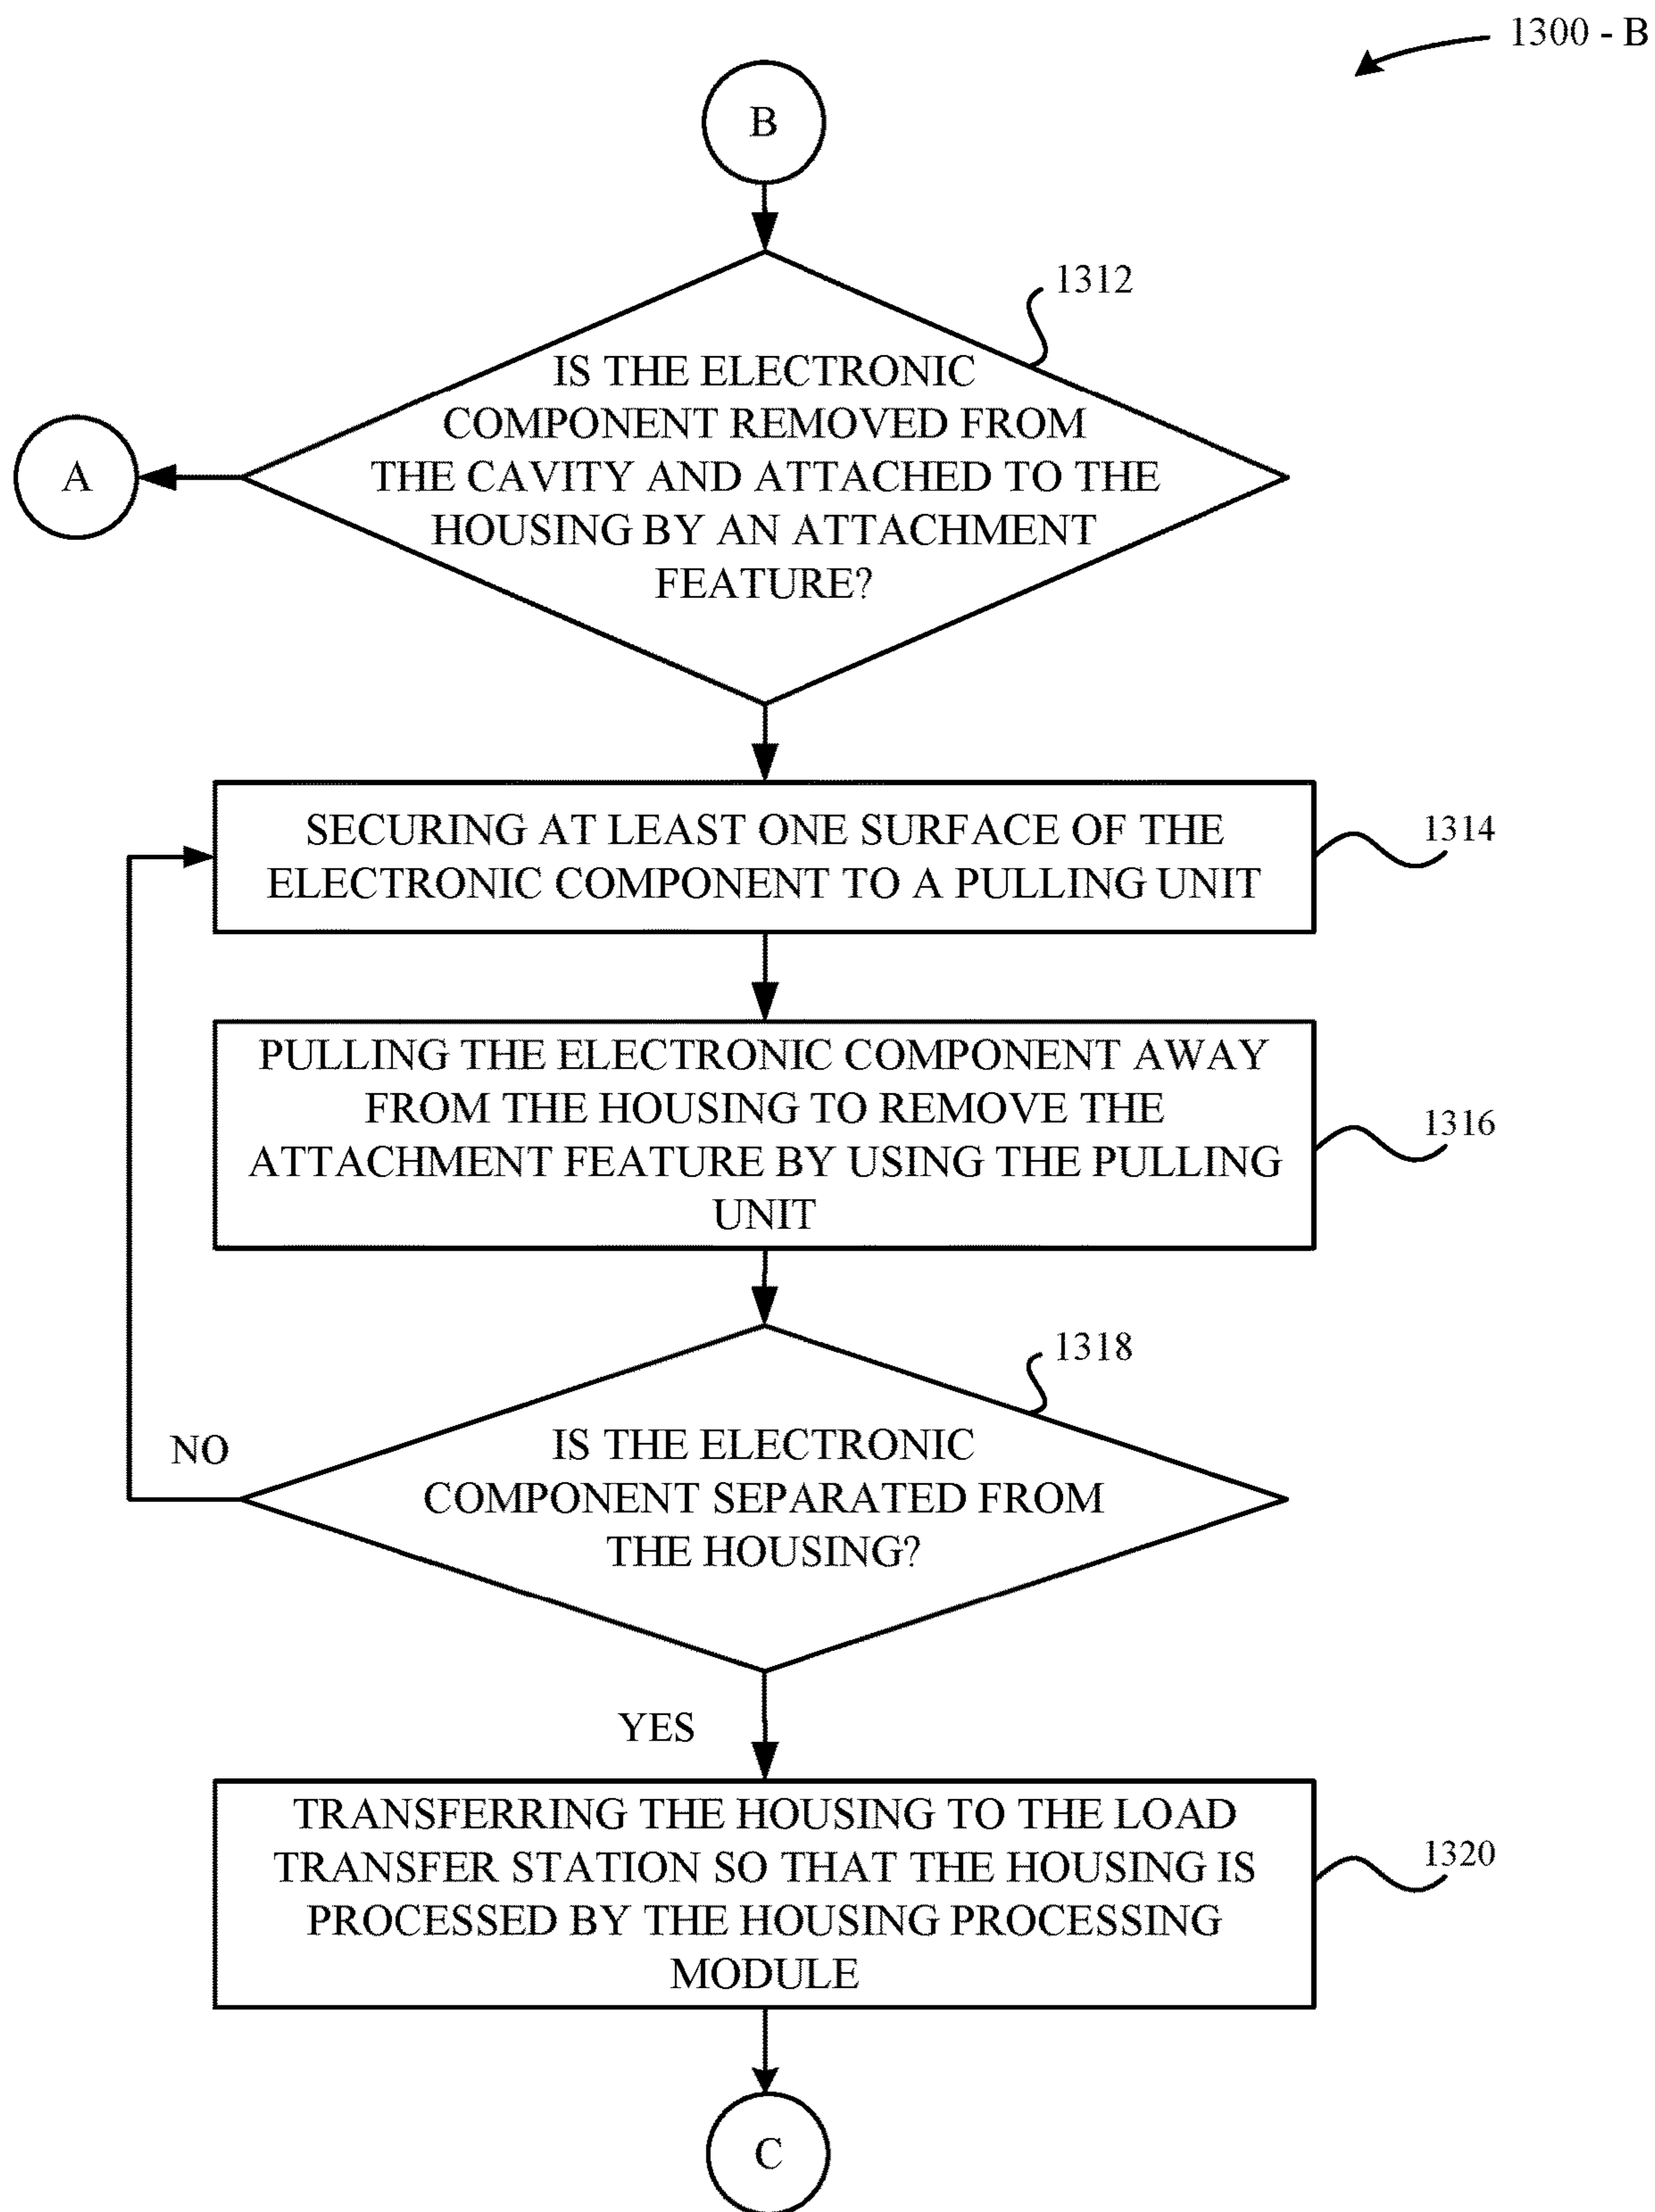 1300 - B
B
1312
IS THE ELECTRONIC
COMPONENT REMOVED FROM
THE CAVITY AND ATTACHED TO THE
HOUSING BY AN ATTACHMENT
FEATURE?
A
SECURING AT LEAST ONE SURFACE OF THE
ELECTRONIC COMPONENT TO A PULLING UNIT
1314
PULLING THE ELECTRONIC COMPONENT AWAY
FROM THE HOUSING TO REMOVE THE
ATTACHMENT FEATURE BY USING THE PULLING
UNIT
1316
1318
IS THE ELECTRONIC
COMPONENT SEPARATED FROM
THE HOUSING?
NO
YES
TRANSFERRING THE HOUSING TO THE LOAD
TRANSFER STATION SO THAT THE HOUSING IS
PROCESSED BY THE HOUSING PROCESSING
MODULE
1320
C